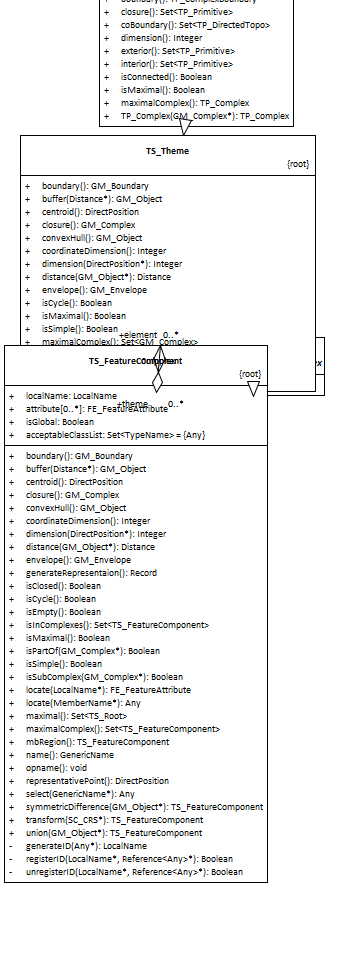 + closure(): Set<TP_Primitive>
+ coBoundary(): Set<TP_DirectedTopo>
+ dimension(): Integer
+ exterior(): Set<TP_Primitive>
+ interior(): Set<TP_Primitive>
+ isConnected(): Boolean
+ isMaximal(): Boolean
+ maximalComplex(): TP_Complex
+ TP_Complex(GM_Complex*): TP_Complex
TS_Theme
{root}
+ boundary(): GM_Boundary
+ buffer(Distance*): GM_Object
+ centroid(): DirectPosition
+ closure(): GM_Complex
+ convexHull(): GM_Object
+ coordinateDimension(): Integer
+ dimension(DirectPosition*): Integer
+ distance(GM_Object*): Distance
+ envelope(): GM_Envelope
+ isCycle(): Boolean
+ isMaximal(): Boolean
+ isSimple(): Boolean
+element 0..*
+ maximalComplex(): Set<GM_Complex>
TS_FeatureComponent
{root}
+ localName: LocalName
+theme 0..*
+ attribute[0..*]: FE_FeatureAttribute
+ isGlobal: Boolean
+ acceptableClassList: Set<TypeName> = {Any}
+ boundary(): GM_Boundary
+ buffer(Distance*): GM_Object
+ centroid(): DirectPosition
+ closure(): GM_Complex
+ convexHull(): GM_Object
+ coordinateDimension(): Integer
+ dimension(DirectPosition*): Integer
+ distance(GM_Object*): Distance
+ envelope(): GM_Envelope
+ generateRepresentaion(): Record
+ isClosed(): Boolean
+ isCycle(): Boolean
+ isEmpty(): Boolean
+ isInComplexes(): Set<TS_FeatureComponent>
+ isMaximal(): Boolean
+ isPartOf(GM_Complex*): Boolean
+ isSimple(): Boolean
+ isSubComplex(GM_Complex*): Boolean
+ locate(LocalName*): FE_FeatureAttribute
+ locate(MemberName*): Any
+ maximal(): Set<TS_Root>
+ maximalComplex(): Set<TS_FeatureComponent>
+ mbRegion(): TS_FeatureComponent
+ name(): GenericName
+ opname(): void
+ representativePoint(): DirectPosition
+ select(GenericName*): Any
+ symmetricDifference(GM_Object*): TS_FeatureComponent
+ transform(SC_CRS*): TS_FeatureComponent
+ union(GM_Object*): TS_FeatureComponent
- generateID(Any*): LocalName
- registerID(LocalName*, Reference<Any>*): Boolean
- unregisterID(LocalName*, Reference<Any>*): Boolean